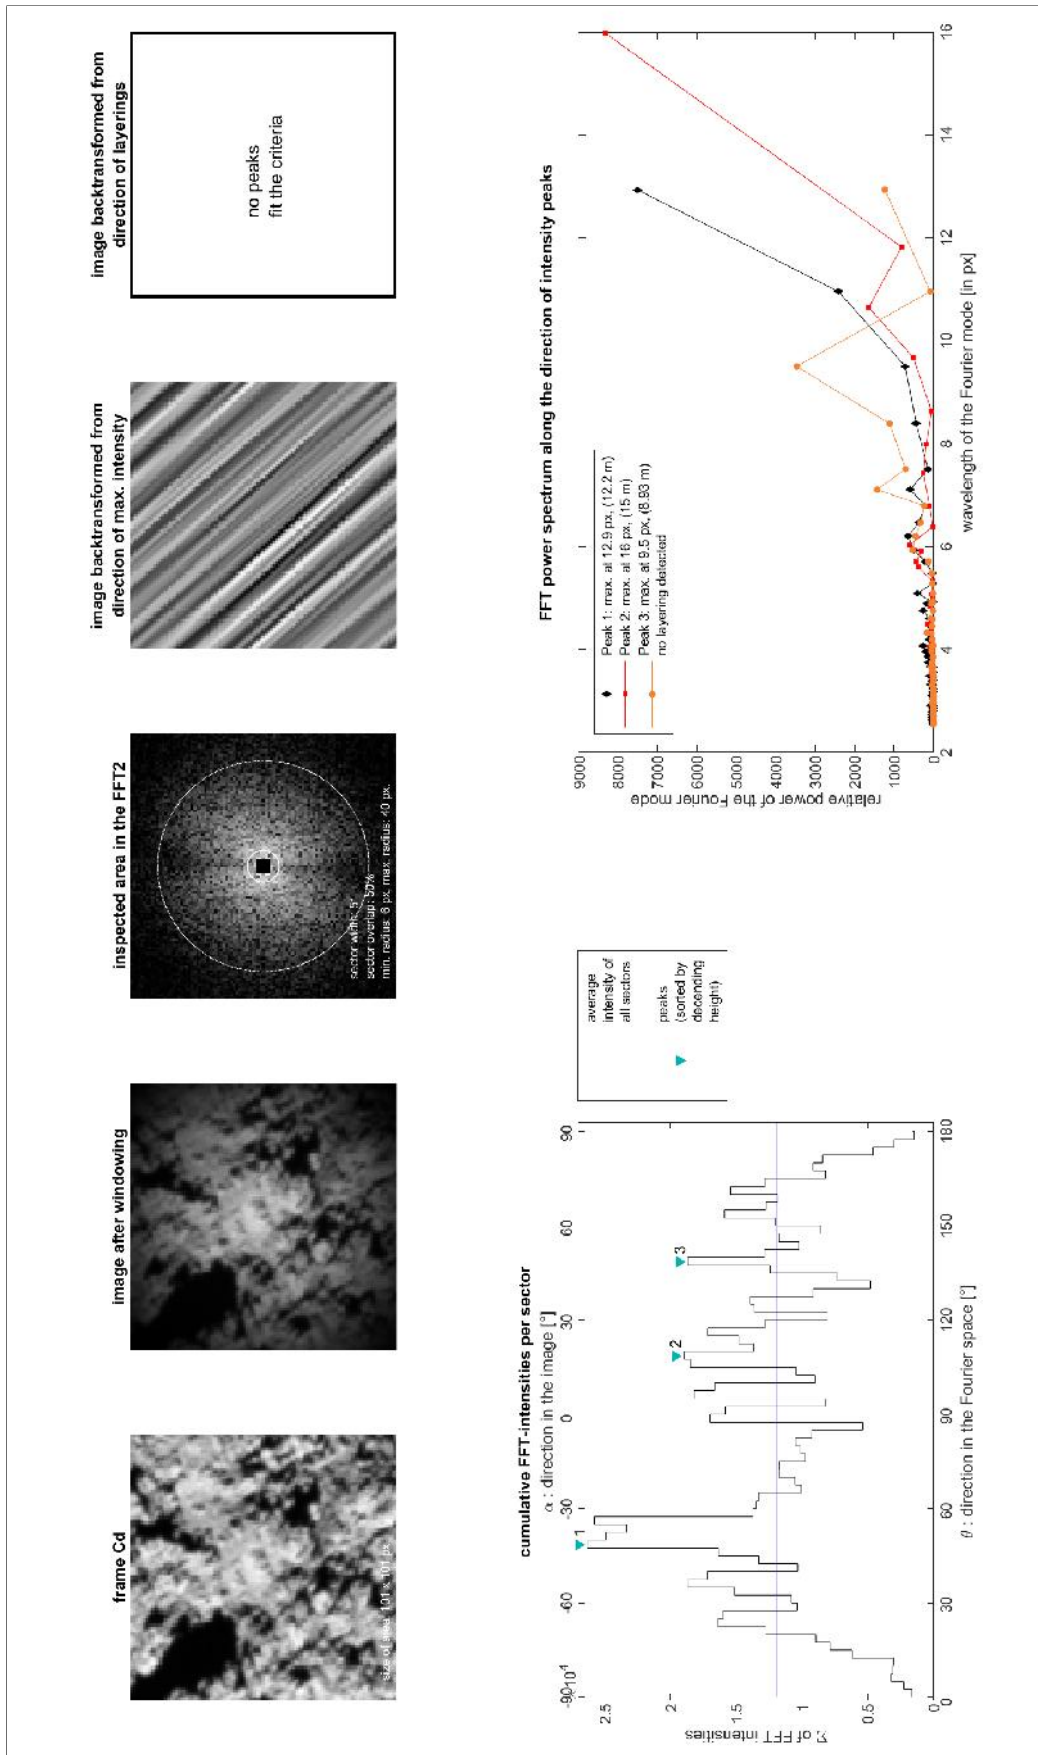 frame Cd
size of area: 101 x 101 px.
image after windowing
inspected area in the FFT2
sector width: 5°
sector overlap: 50%
min. radius: 6 px, max. radius: 40 px.
image backtransformed from
direction of max. intensity
image backtransformed from
direction of layerings
no peaks
fit the criteria
cumulative FFT-intensities per sector
α : direction in the image [°]
-90 -60 -30 0 30 60 90
10⁴
2.5
2
1.5
1
0.5
0
Σ of FFT intensities
1
2
3
0 30 60 90 120 150 180
θ : direction in the Fourier space [°]
average
intensity of
all sectors
peaks
(sorted by
decending
height)
FFT power spectrum along the direction of intensity peaks
9000
8000
7000
6000
5000
4000
3000
2000
1000
0
relative power of the Fourier mode
Peak 1: max. at 12.9 px, (12.2 m)
Peak 2: max. at 16 px, (15 m)
Peak 3: max. at 9.5 px, (8.93 m)
no layering detected
2 4 6 8 10 12 14 16
wavelength of the Fourier mode [in px]